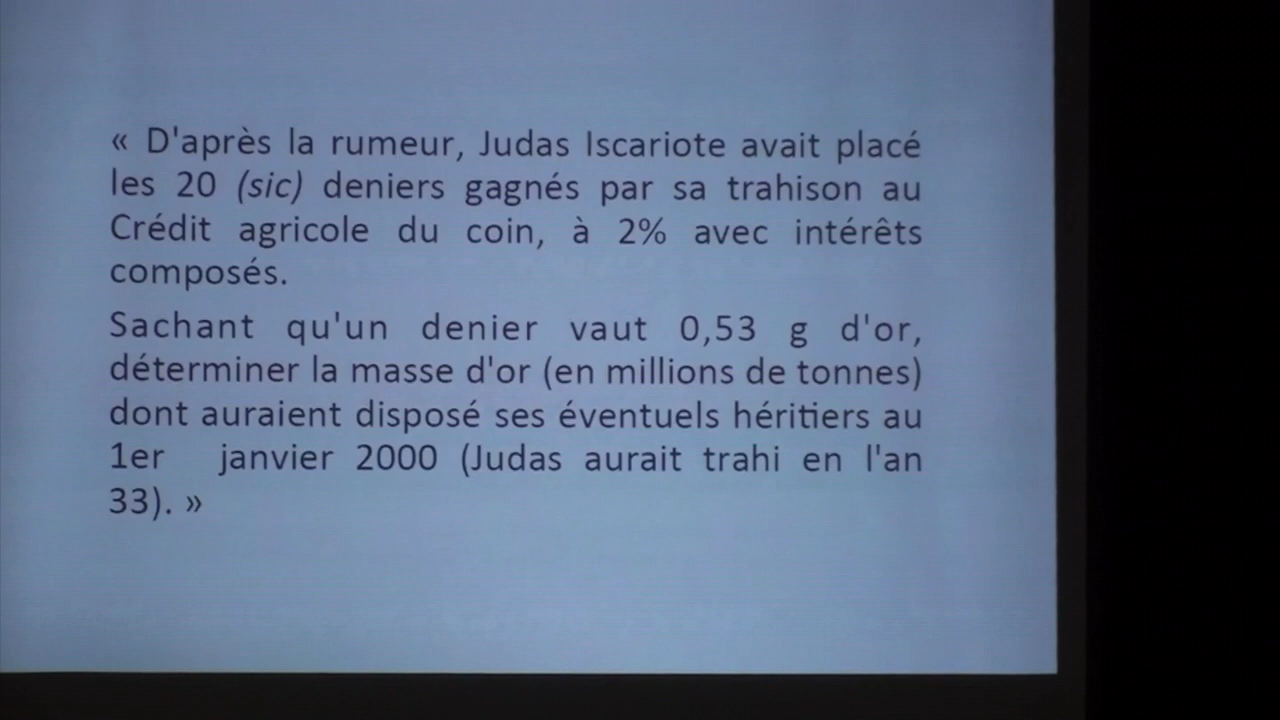 « D'après la rumeur, Judas Iscariote avait placé
les 20 (sic) deniers gagnés par sa trahison au
Crédit agricole du coin, à 2% avec intérêts
composés.
Sachant qu'un denier vaut 0,53 g d'or,
déterminer la masse d'or (en millions de tonnes)
dont auraient disposé ses éventuels héritiers au
1er janvier 2000 (Judas aurait trahi en l'an
33). »